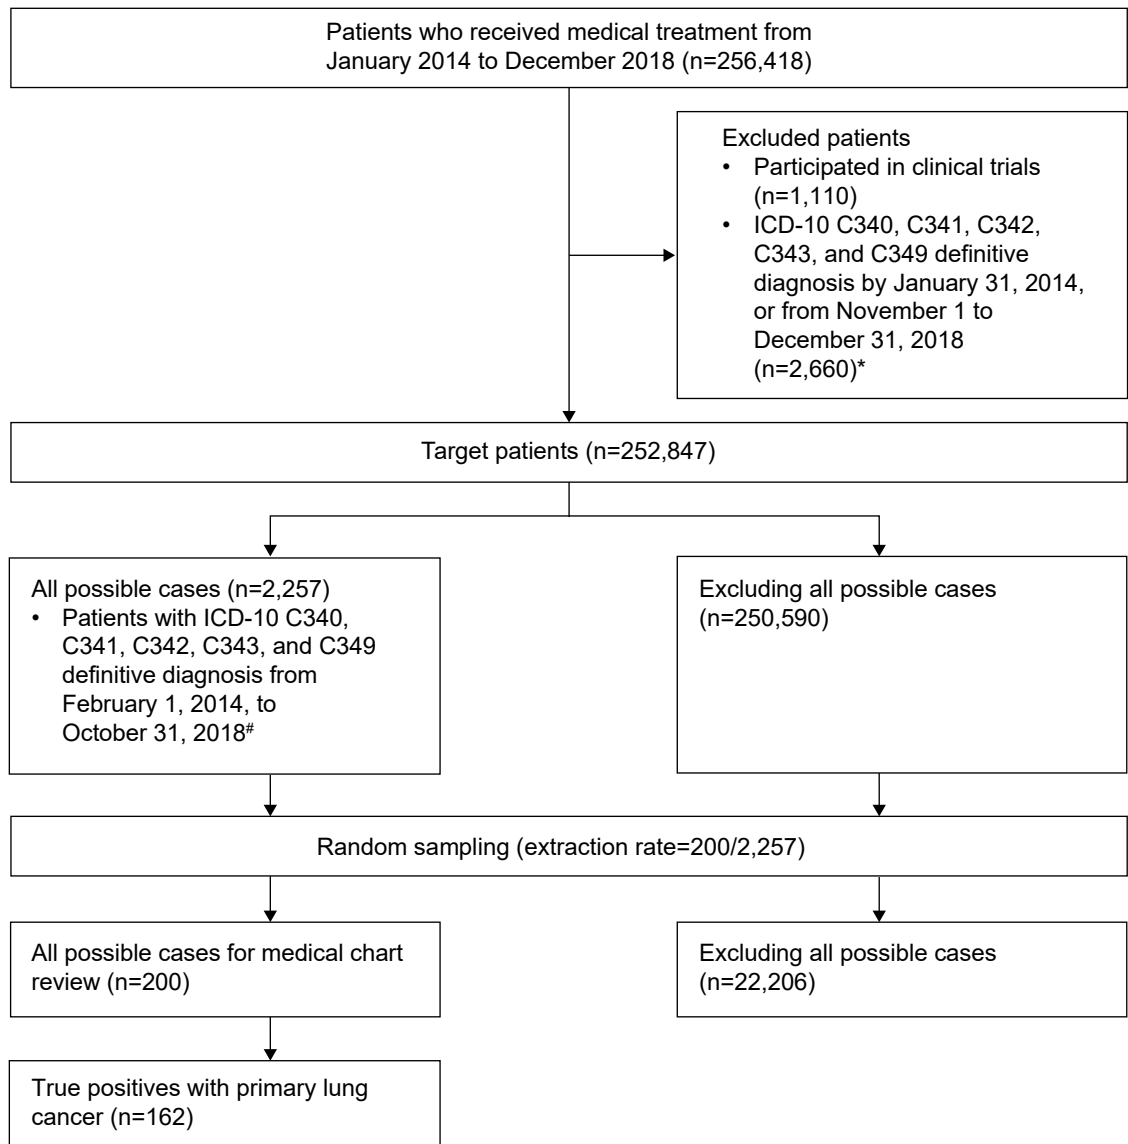 Patients who received medical treatment from
January 2014 to December 2018 (n=256,418)
Excluded patients
• Participated in clinical trials
(n=1,110)
• ICD-10 C340, C341, C342,
C343, and C349 definitive
diagnosis by January 31, 2014,
or from November 1 to
December 31, 2018
(n=2,660)*
Target patients (n=252,847)
All possible cases (n=2,257)
• Patients with ICD-10 C340,
C341, C342, C343, and C349
definitive diagnosis from
February 1, 2014, to
October 31, 2018#
Excluding all possible cases
(n=250,590)
Random sampling (extraction rate=200/2,257)
All possible cases for medical chart
review (n=200)
Excluding all possible cases
(n=22,206)
True positives with primary lung
cancer (n=162)